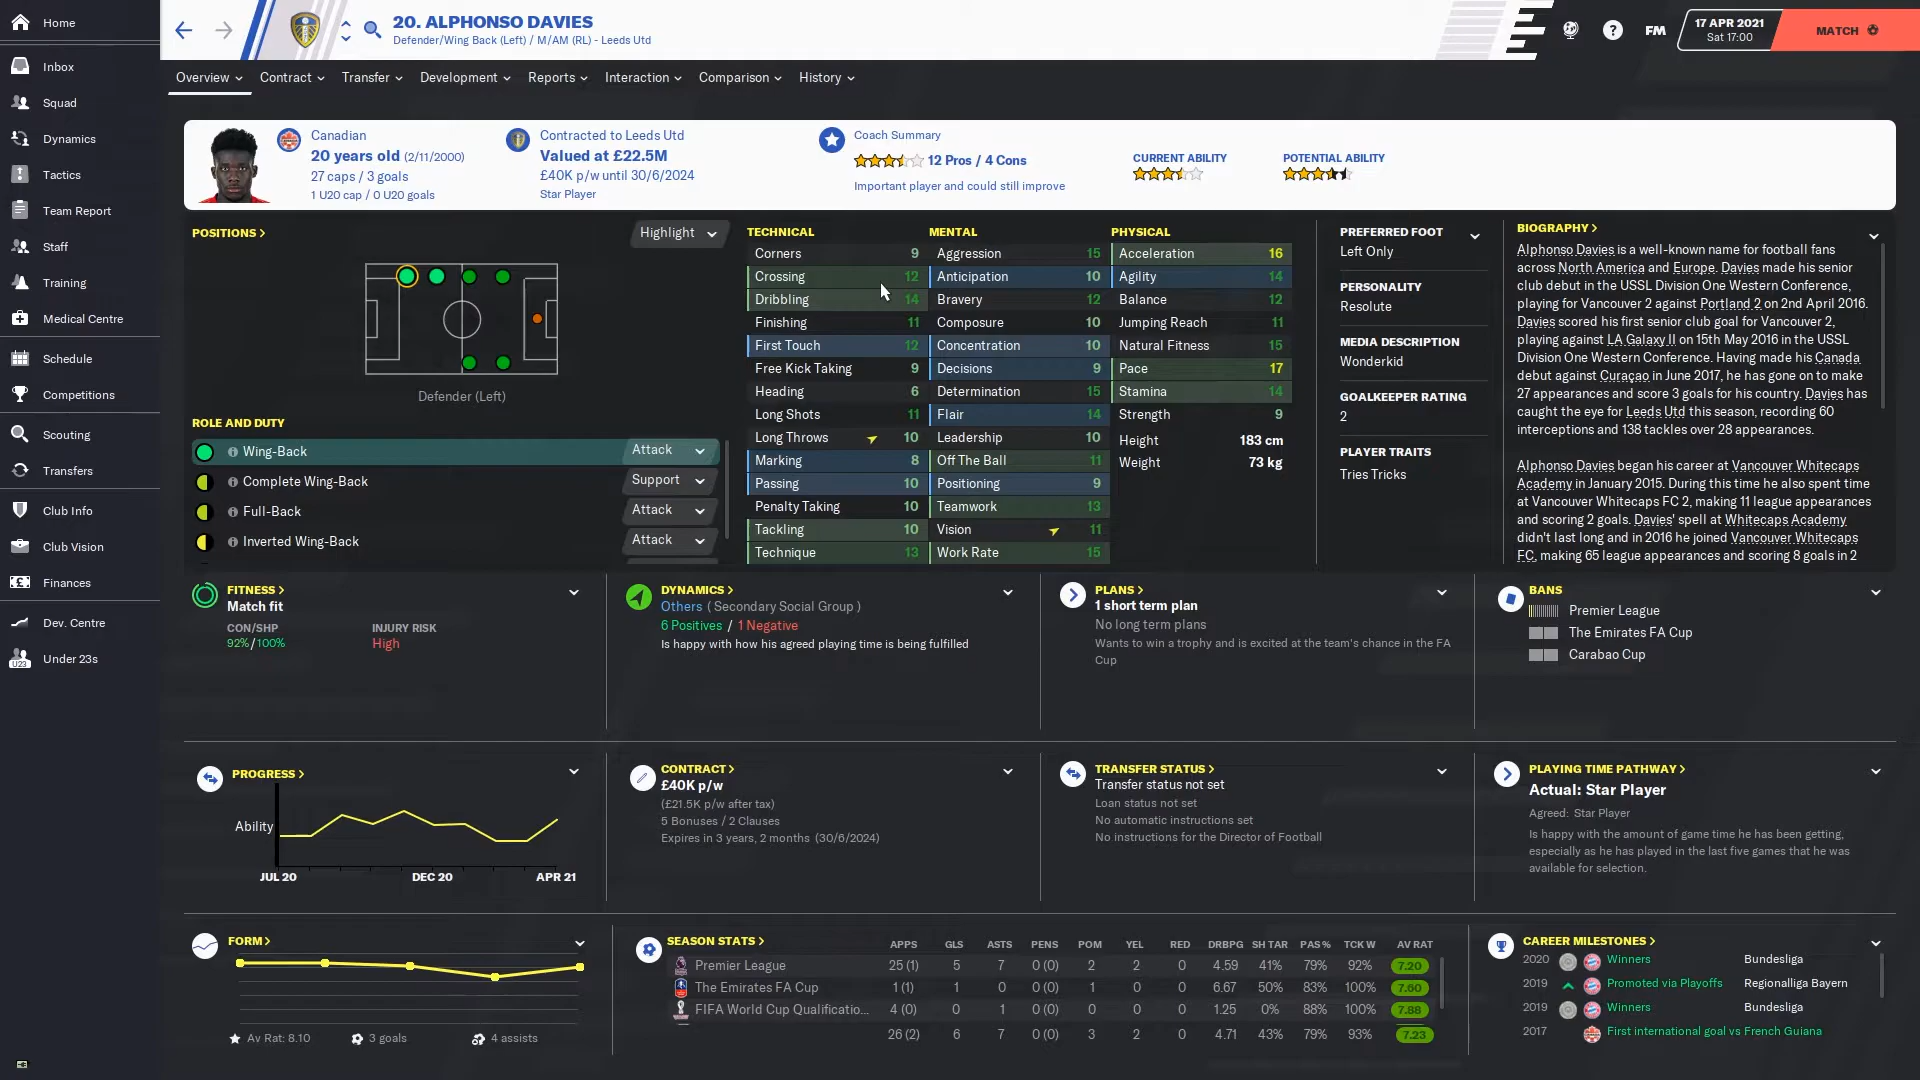 Home
Inbox
Squad
Dynamics
Tactics
Team Report
Staff
Training
Medical Centre
Schedule
Competitions
Scouting
Transfers
Club Info
Club Vision
Finances
Dev. Centre
U23
Under 23s
20. ALPHONSO DAVIES
Defender/Wing Back (Left) / M/AM (RL) - Leeds Utd
? FM
17 APR 2021
Sat 17:00
MATCH
Overview Contract Transfer Development Reports Interaction Comparison History
Canadian
20 years old (2/11/2000)
27 caps / 3 goals
1 U20 cap / 0 U20 goals
Contracted to Leeds Utd
Valued at £22.5M
£40K p/w until 30/6/2024
Star Player
Coach Summary
12 Pros / 4 Cons
Important player and could still improve
CURRENT ABILITY
POTENTIAL ABILITY
POSITIONS >
Highlight
Defender (Left)
ROLE AND DUTY
Wing-Back Attack
Complete Wing-Back Support
Full-Back Attack
Inverted Wing-Back Attack
TECHNICAL
Corners 9
Crossing 12
Dribbling 14
Finishing 11
First Touch 12
Free Kick Taking 9
Heading 6
Long Shots 11
Long Throws 10
Marking 8
Passing 10
Penalty Taking 10
Tackling 10
Technique 13
MENTAL
Aggression 15
Anticipation 10
Bravery 12
Composure 10
Concentration 10
Decisions 9
Determination 15
Flair 14
Leadership 10
Off The Ball 11
Positioning 9
Teamwork 13
Vision 11
Work Rate 15
PHYSICAL
Acceleration 16
Agility 14
Balance 12
Jumping Reach 11
Natural Fitness 15
Pace 17
Stamina 14
Strength 9
Height 183 cm
Weight 73 kg
PREFERRED FOOT
Left Only
PERSONALITY
Resolute
MEDIA DESCRIPTION
Wonderkid
GOALKEEPER RATING
2
PLAYER TRAITS
Tries Tricks
BIOGRAPHY >
Alphonso Davies is a well-known name for football fans
across North America and Europe. Davies made his senior
club debut in the USSL Division One Western Conference,
playing for Vancouver 2 against Portland 2 on 2nd April 2016.
Davies scored his first senior club goal for Vancouver 2,
playing against LA Galaxy II on 15th May 2016 in the USSL
Division One Western Conference. Having made his Canada
debut against Curaçao in June 2017, he has gone on to make
27 appearances and score 3 goals for his country. Davies has
caught the eye for Leeds Utd this season, recording 60
interceptions and 138 tackles over 28 appearances.
Alphonso Davies began his career at Vancouver Whitecaps
Academy in January 2015. During this time he also spent time
at Vancouver Whitecaps FC 2, making 11 league appearances
and scoring 2 goals. Davies' spell at Whitecaps Academy
didn't last long and in 2016 he joined Vancouver Whitecaps
FC, making 65 league appearances and scoring 8 goals in 2
FITNESS >
Match fit
CON/SHP
92%/100%
INJURY RISK
High
DYNAMICS >
Others ( Secondary Social Group )
6 Positives / 1 Negative
Is happy with how his agreed playing time is being fulfilled
PLANS >
1 short term plan
No long term plans
Wants to win a trophy and is excited at the team's chance in the FA
Cup
BANS
Premier League
The Emirates FA Cup
Carabao Cup
PROGRESS >
Ability
JUL 20 DEC 20 APR 21
CONTRACT >
£40K p/w
(£21.5K p/w after tax)
5 Bonuses / 2 Clauses
Expires in 3 years, 2 months (30/6/2024)
TRANSFER STATUS >
Transfer status not set
Loan status not set
No automatic instructions set
No instructions for the Director of Football
PLAYING TIME PATHWAY >
Actual: Star Player
Agreed: Star Player
Is happy with the amount of game time he has been getting,
especially as he has played in the last five games that he was
available for selection.
FORM >
Av Rat: 8.10 3 goals 4 assists
SEASON STATS > APPS GLS ASTS PENS POM YEL RED DRBPG SH TAR PAS % TCK W AV RAT
Premier League 25 (1) 5 7 0 (0) 2 2 0 4.59 41% 79% 92% 7.20
The Emirates FA Cup 1 (1) 1 0 0 (0) 1 0 0 6.67 50% 83% 100% 7.60
FIFA World Cup Qualificatio... 4 (0) 0 1 0 (0) 0 0 0 1.25 0% 88% 100% 7.88
26 (2) 6 7 0 (0) 3 2 0 4.71 43% 79% 93% 7.23
CAREER MILESTONES >
2020 Winners Bundesliga
2019 Promoted via Playoffs Regionalliga Bayern
2019 Winners Bundesliga
2017 First international goal vs French Guiana